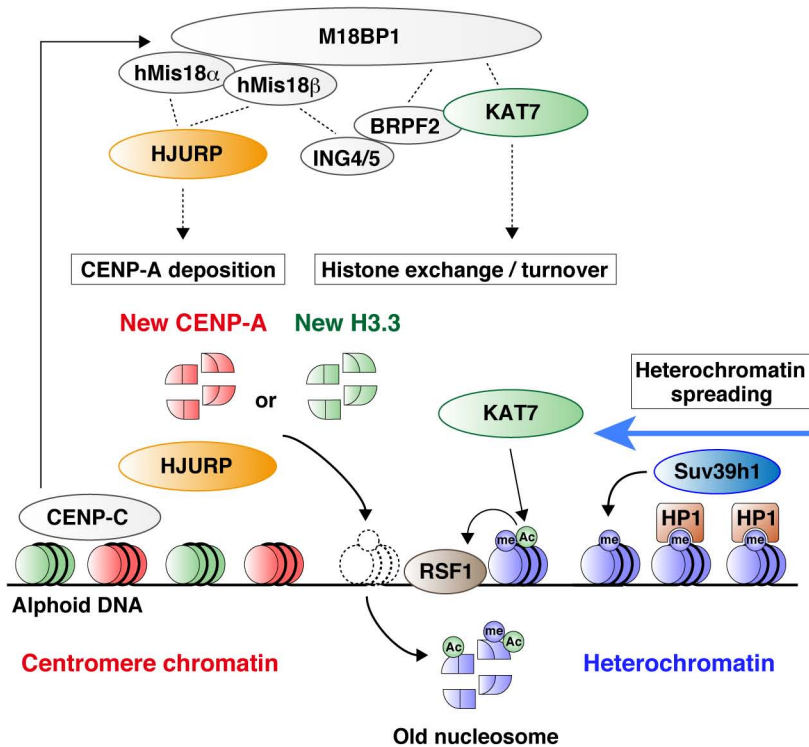 M18BP1
hMis18α
hMis18β
KAT7
BRPF2
HJURP
ING4/5
CENP-A deposition
Histone exchange / turnover
New CENP-A
New H3.3
or
Heterochromatin
spreading
KAT7
HJURP
Suv39h1
CENP-C
HP1
HP1
me
Ac
me
me
me
RSF1
Alphoid DNA
Ac
me
Ac
Centromere chromatin
Heterochromatin
Old nucleosome